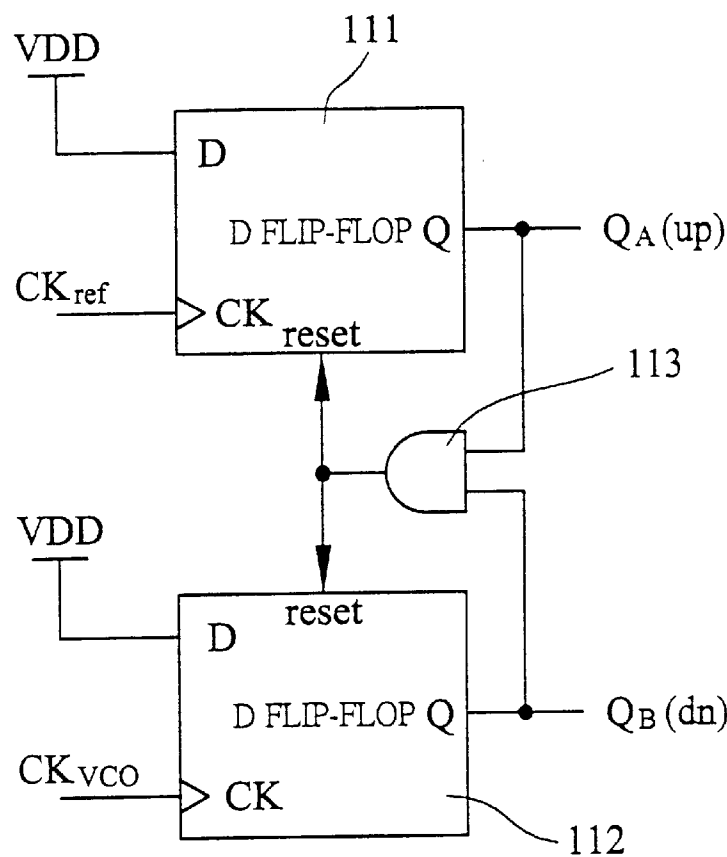 111
VDD
D
D FLIP-FLOP Q
QA (up)
CKref
CK
reset
113
VDD
reset
D
D FLIP-FLOP Q
QB (dn)
CKVCO
CK
112